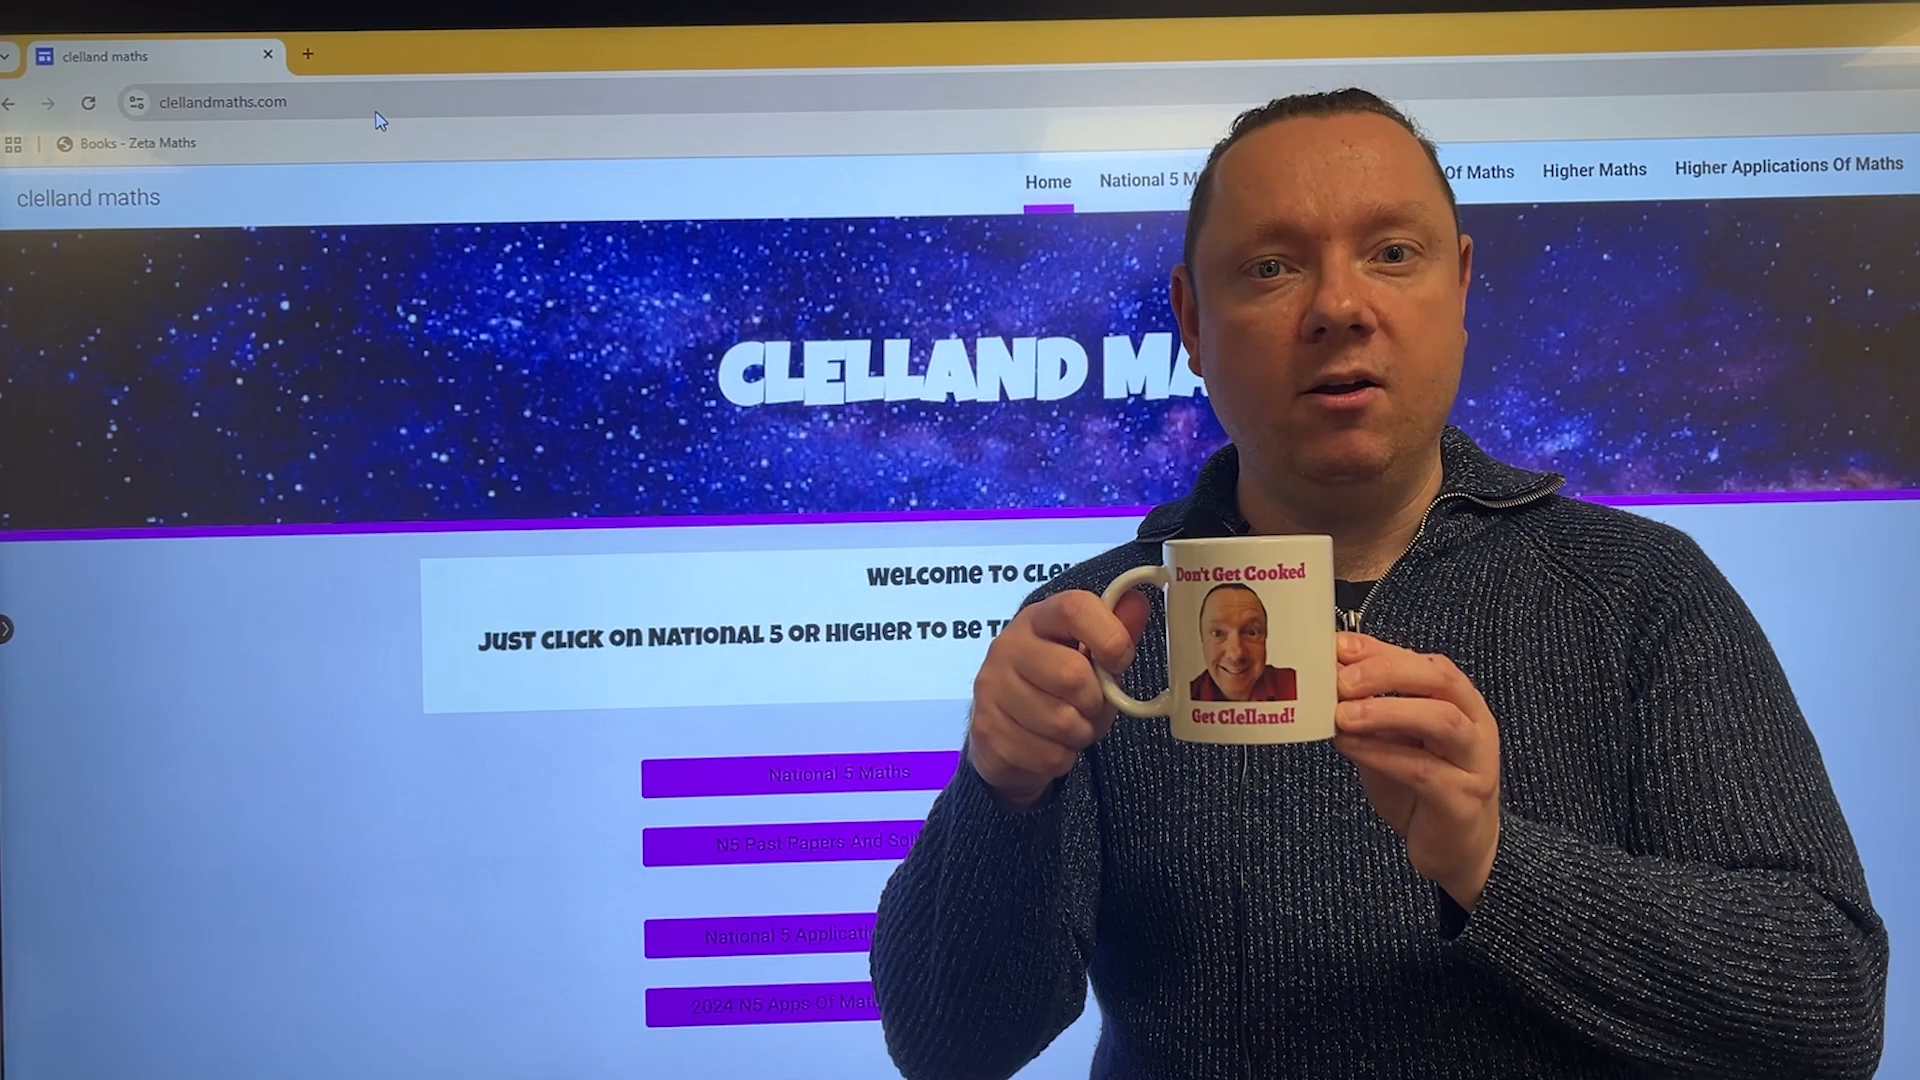 clelland maths
clellandmaths.com
Books - Zeta Maths
clelland maths
Home National 5 M Of Maths Higher Maths Higher Applications Of Maths
CLELLAND MA
WELCOME TO CLE
JUST CLICK ON NATIONAL 5 OR HIGHER TO BE TA
Don't Get Cooked
Get Clelland!
National 5 Maths
N5 Past Papers And Sol
National 5 Applicati
2024 N5 Apps Of Mat